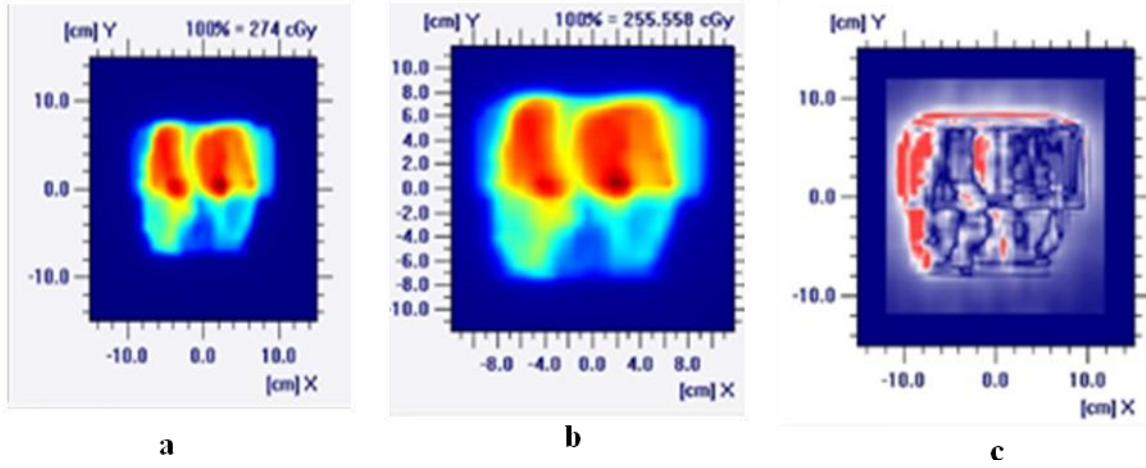 [cm] Y 100% = 274 cGy
10.0
0.0
-10.0
-10.0 0.0 10.0
[cm] X
a
[cm] Y 100% = 255.558 cGy
10.0
8.0
6.0
4.0
2.0
0.0
-2.0
-4.0
-6.0
-8.0
10.0
-8.0 -4.0 0.0 4.0 8.0
[cm] X
b
[cm] Y
10.0
0.0
-10.0
-10.0 0.0 10.0
[cm] X
c